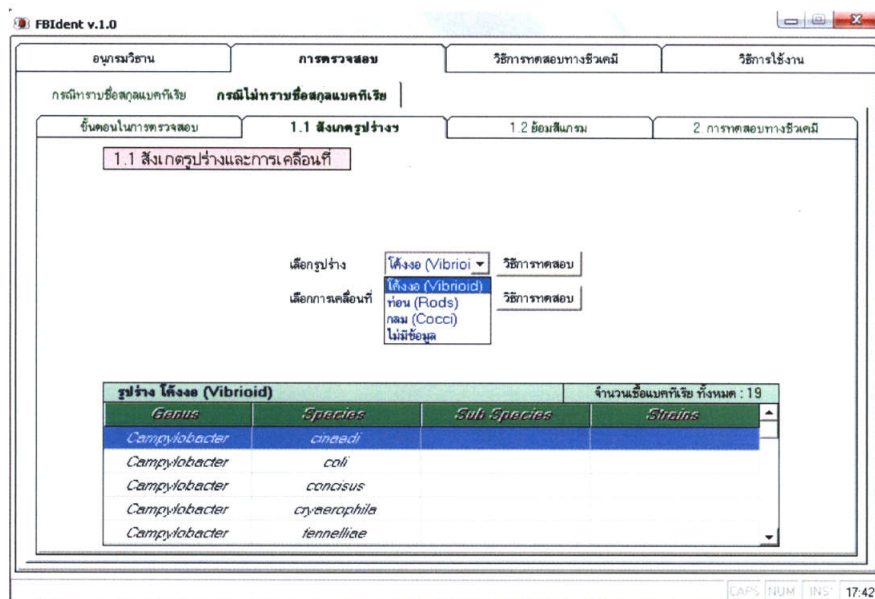 FBIdent v.1.0
อนุกรมวิธาน การตรวจสอบ วิธีการทดสอบทางชีวเคมี วิธีการใช้งาน
กรณีทราบชื่อสกุลแบคทีเรีย กรณีไม่ทราบชื่อสกุลแบคทีเรีย
ขั้นตอนในการตรวจสอบ 1.1 สังเกตรูปร่างฯ 1.2 ย้อมสีแกรม 2. การทดสอบทางชีวเคมี
1.1 สังเกตรูปร่างและการเคลื่อนที่
เลือกรูปร่าง โค้งงอ (Vibrioi วิธีการทดสอบ
โค้งงอ (Vibrioid)
เลือกการเคลื่อนที่ ท่อน (Rods) วิธีการทดสอบ
กลม (Cocci)
ไม่มีข้อมูล
รูปร่าง โค้งงอ (Vibrioid) จำนวนเชื้อแบคทีเรีย ทั้งหมด : 19
Genus Species Sub Species Strains
Campylobacter cinaedi
Campylobacter coli
Campylobacter concisus
Campylobacter cryaerophila
Campylobacter fennelliae
CAPS NUM INS 17:42